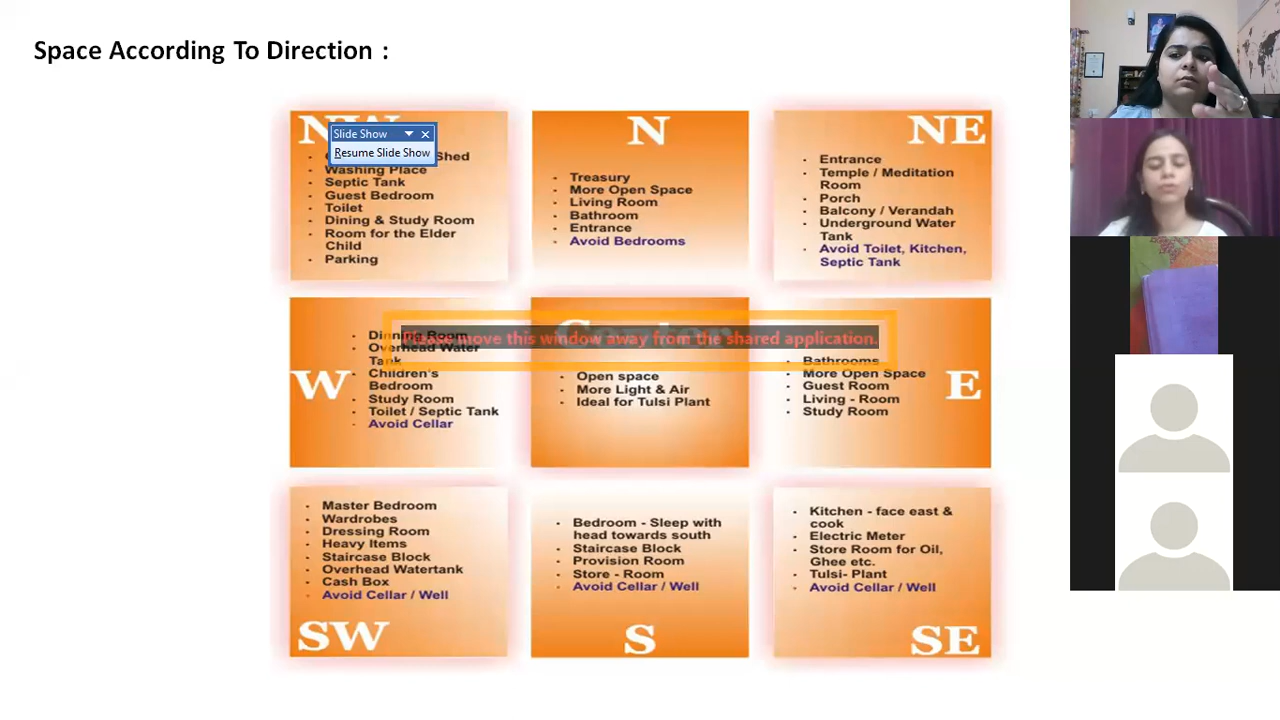 Space According To Direction :
NW
Slide Show
Resume Slide Show
Shed
Washing Place
Septic Tank
Guest Bedroom
Toilet
Dining & Study Room
Room for the Elder
Child
Parking
N
Treasury
More Open Space
Living Room
Bathroom
Entrance
Avoid Bedrooms
NE
Entrance
Temple / Meditation
Room
Porch
Balcony / Verandah
Underground Water
Tank
Avoid Toilet, Kitchen,
Septic Tank
W
Dinning Room
Overhead Water
Tank
Children's
Bedroom
Study Room
Toilet / Septic Tank
Avoid Cellar
Center
Please move this window away from the shared application.
Open space
More Light & Air
Ideal for Tulsi Plant
E
Bathrooms
More Open Space
Guest Room
Living - Room
Study Room
Master Bedroom
Wardrobes
Dressing Room
Heavy Items
Staircase Block
Overhead Watertank
Cash Box
Avoid Cellar / Well
SW
Bedroom - Sleep with
head towards south
Staircase Block
Provision Room
Store - Room
Avoid Cellar / Well
S
Kitchen - face east &
cook
Electric Meter
Store Room for Oil,
Ghee etc.
Tulsi- Plant
Avoid Cellar / Well
SE